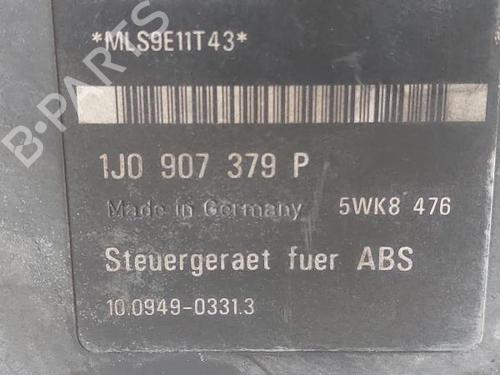 *MLS9E11T43*
B-PARTS
1J0 907 379 P
Made in Germany 5WK8 476
Steuergeraet fuer ABS
10.0949-0331.3